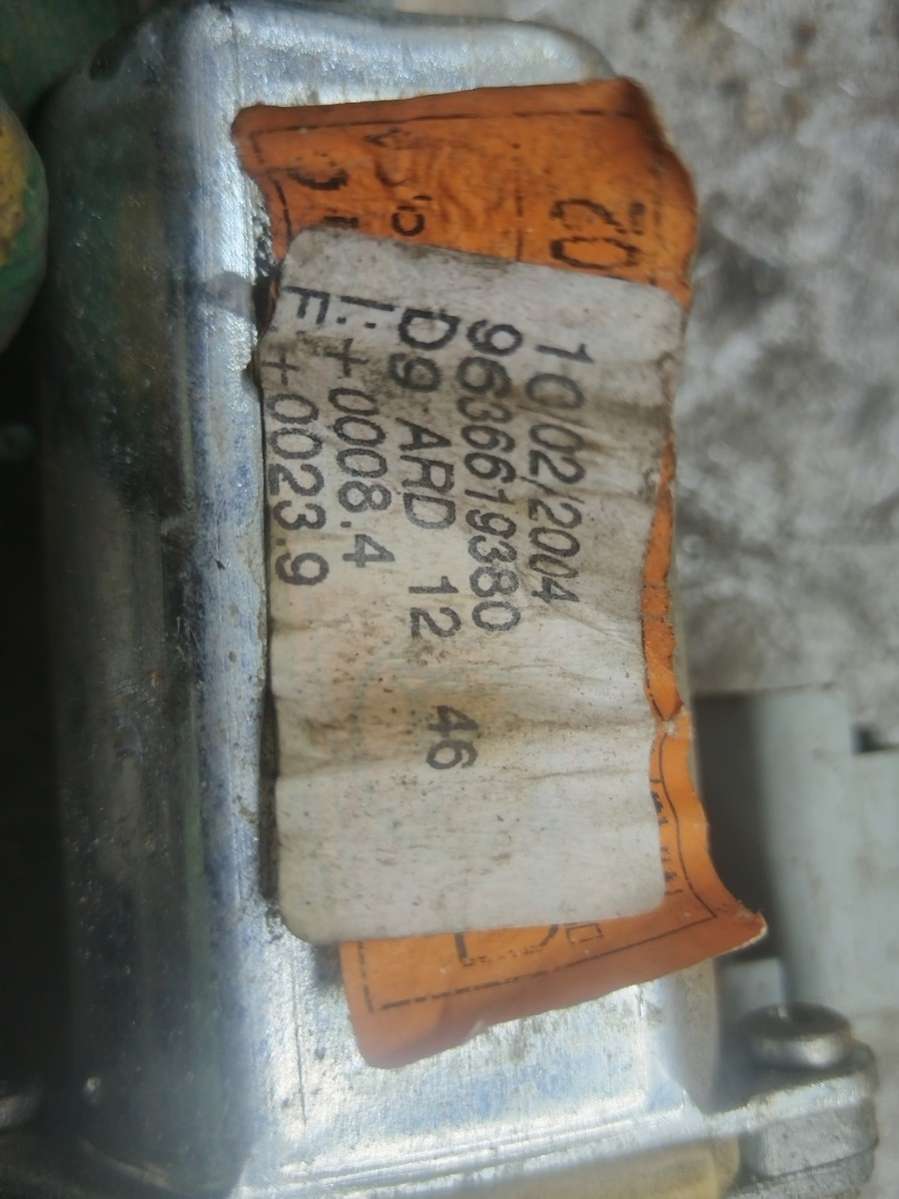 10/02/2004
9636619380
D9 ARD 12 46
I: +0008.4
F: +0023.9